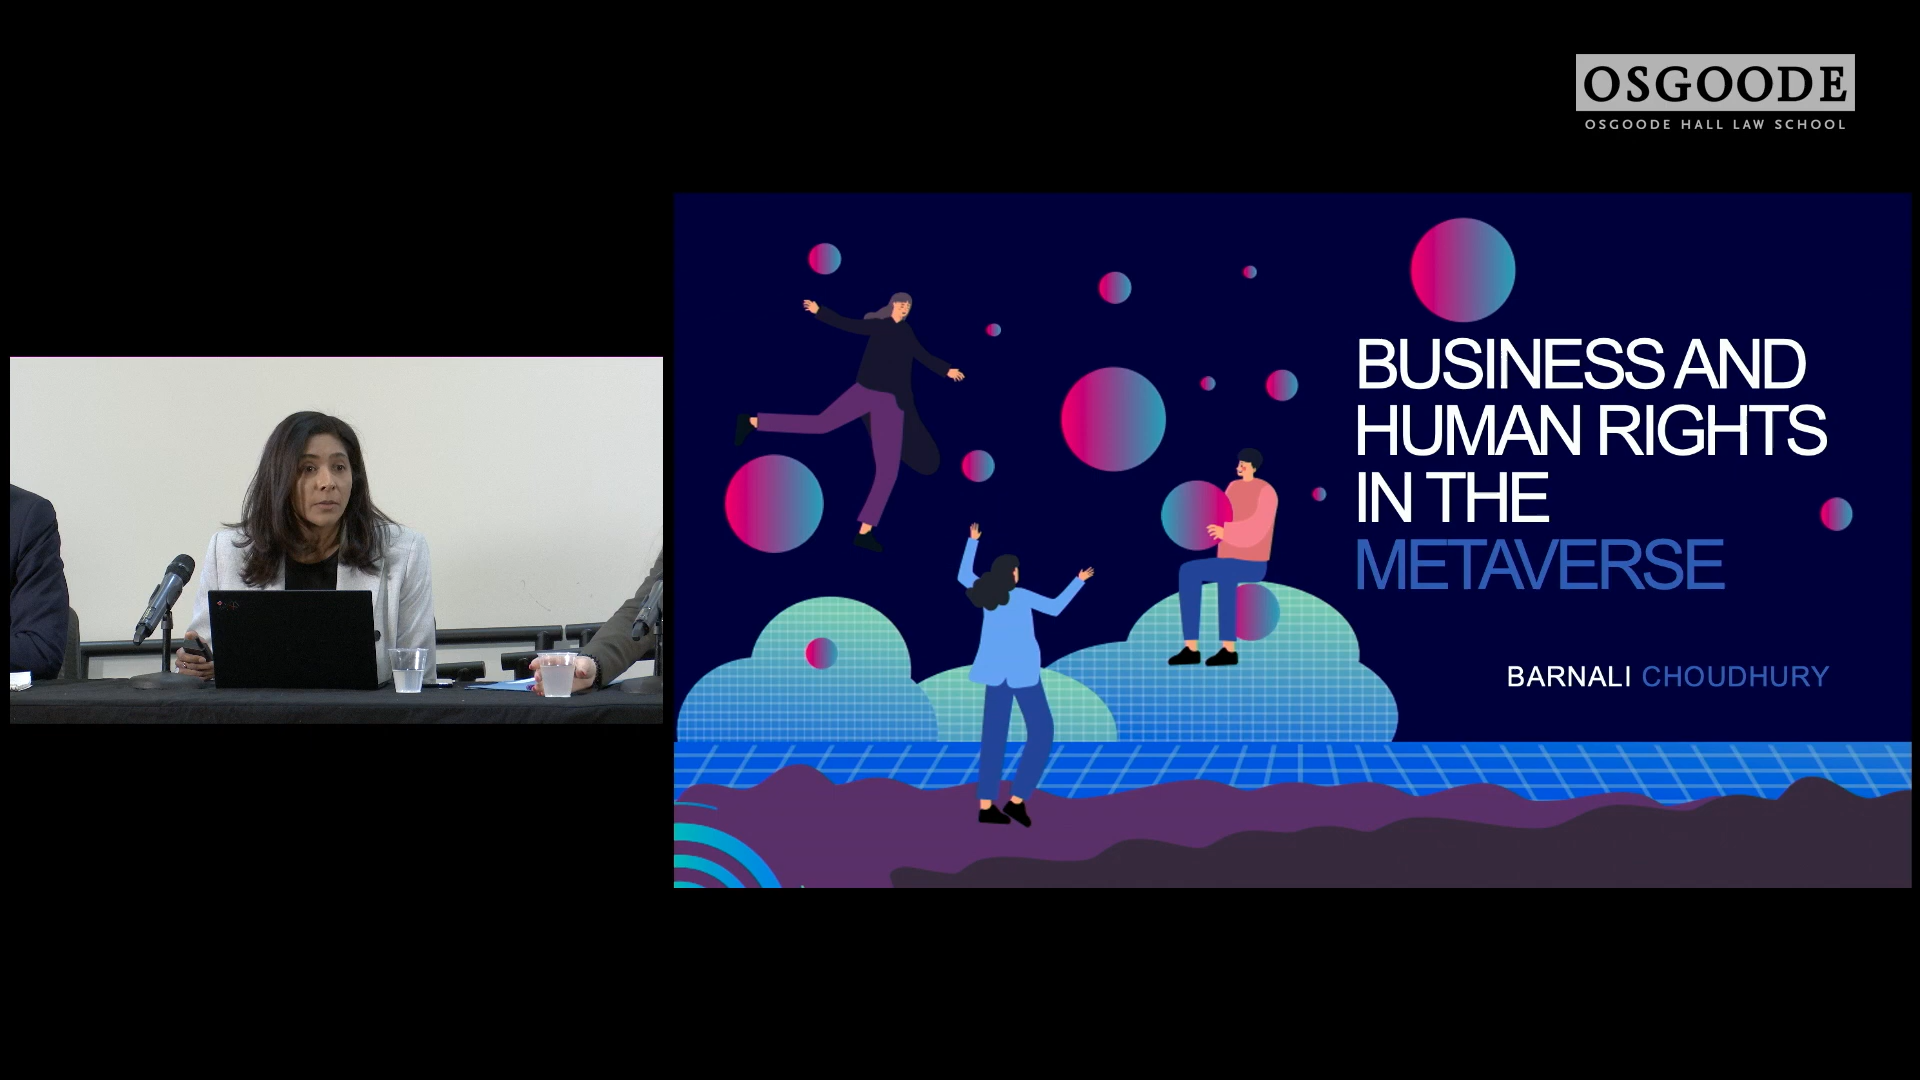 OSGOODE
OSGOODE HALL LAW SCHOOL
BUSINESS AND
HUMAN RIGHTS
IN THE
METAVERSE
BARNALI CHOUDHURY